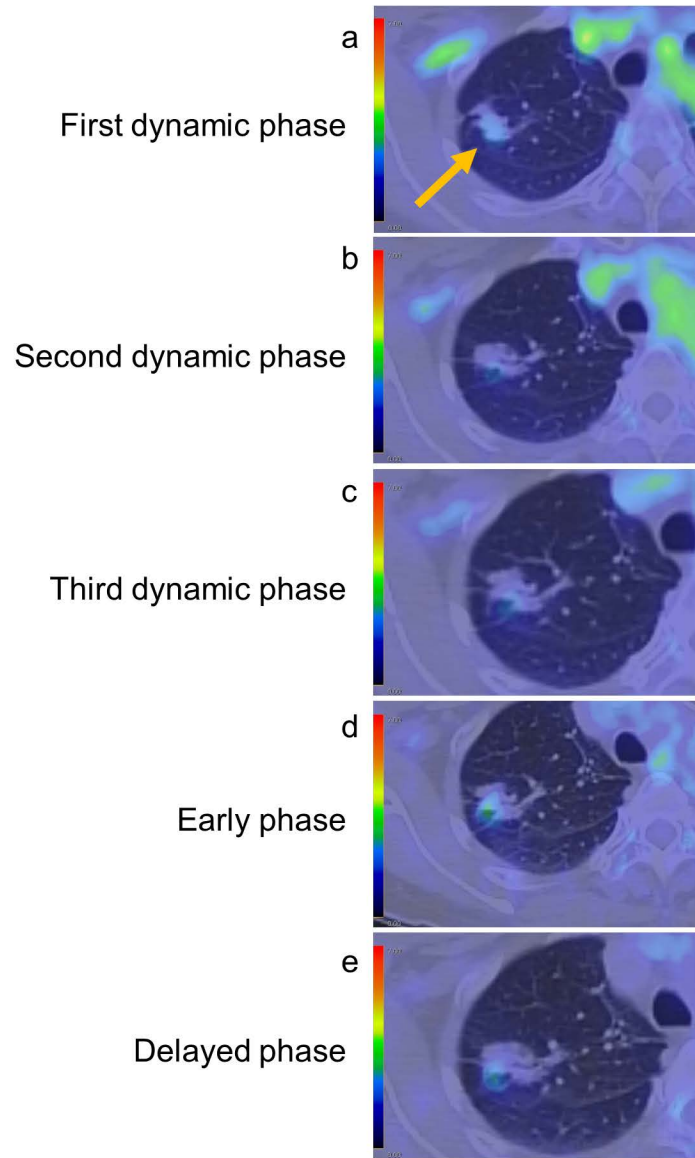 a
First dynamic phase
b
Second dynamic phase
c
Third dynamic phase
d
Early phase
e
Delayed phase